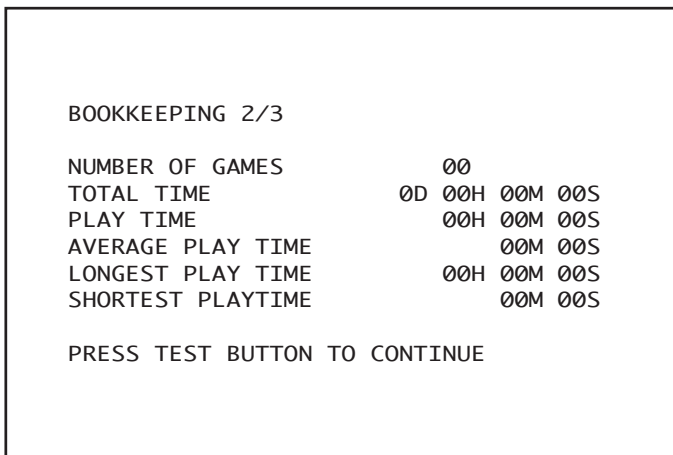 BOOKKEEPING 2/3
NUMBER OF GAMES 00
TOTAL TIME 0D 00H 00M 00S
PLAY TIME 00H 00M 00S
AVERAGE PLAY TIME 00M 00S
LONGEST PLAY TIME 00H 00M 00S
SHORTEST PLAYTIME 00M 00S
PRESS TEST BUTTON TO CONTINUE